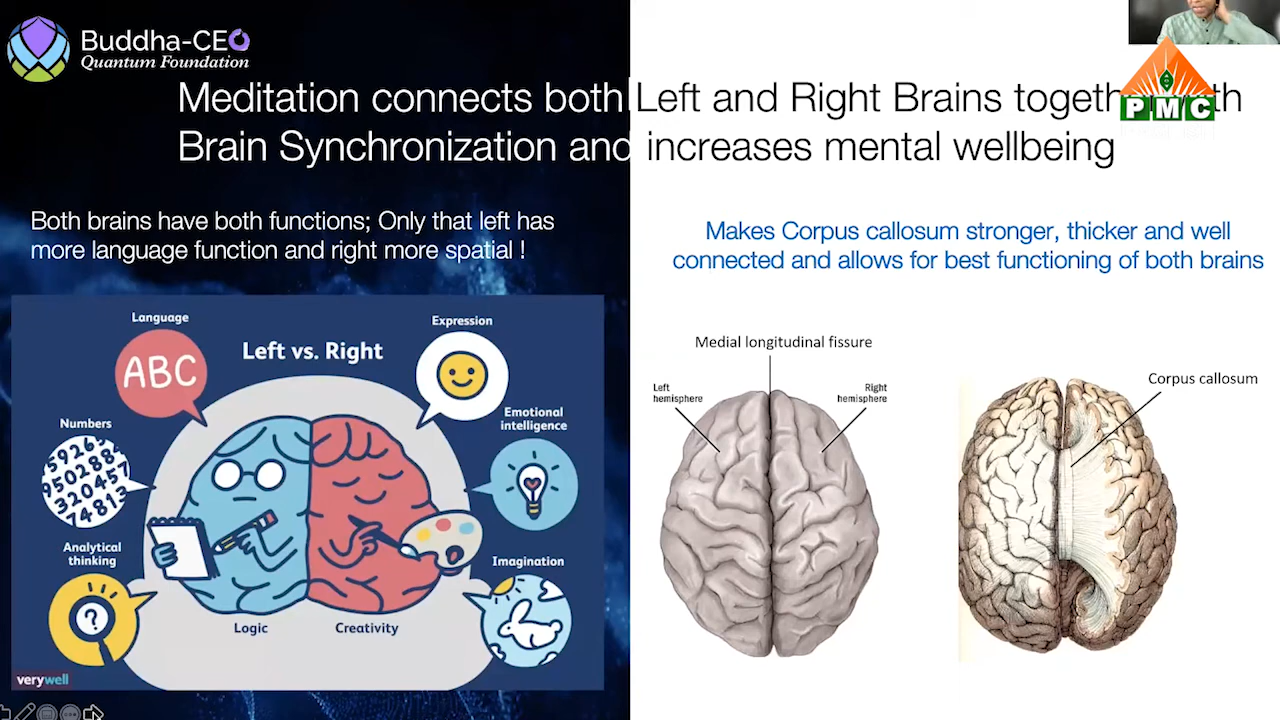 Buddha-CEO
Quantum Foundation
Meditation connects both Left and Right Brains
Brain Synchronization and increases mental wellbeing
PMC
Both brains have both functions; Only that left has
more language function and right more spatial !
Makes Corpus callosum stronger, thicker and well
connected and allows for best functioning of both brains
Left vs. Right
Language
ABC
Numbers
Analytical
thinking
?
Logic
Expression
Emotional
intelligence
Imagination
Creativity
verywell
Medial longitudinal fissure
Left
hemisphere
Right
hemisphere
Corpus callosum